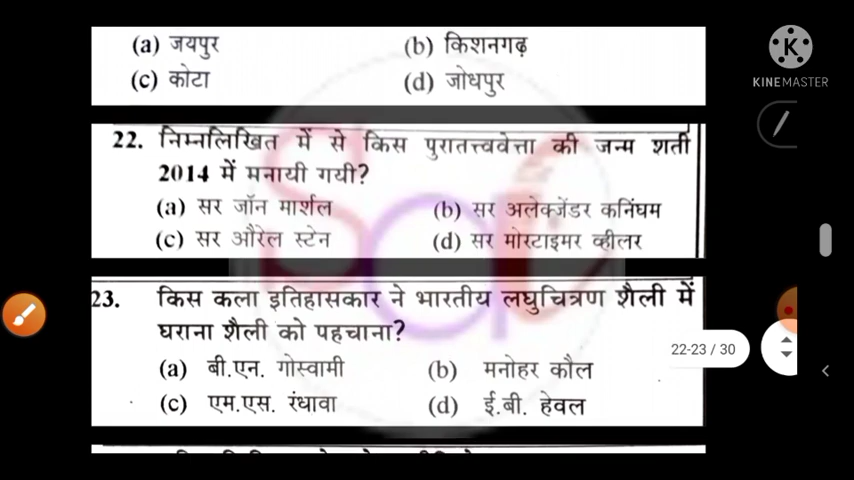 (a) जयपुर (b) किशनगढ़
(c) कोटा (d) जोधपुर
KINEMASTER
22. निम्नलिखित में से किस पुरातत्त्ववेत्ता की जन्म शती
2014 में मनायी गयी?
(a) सर जॉन मार्शल (b) सर अलेक्जेंडर कनिंघम
(c) सर औरेल स्टेन (d) सर मोरटाइमर व्हीलर
23. किस कला इतिहासकार ने भारतीय लघुचित्रण शैली में
घराना शैली को पहचाना?
22-23 / 30
(a) बी.एन. गोस्वामी (b) मनोहर कौल
(c) एम.एस. रंधावा (d) ई.बी. हेवल